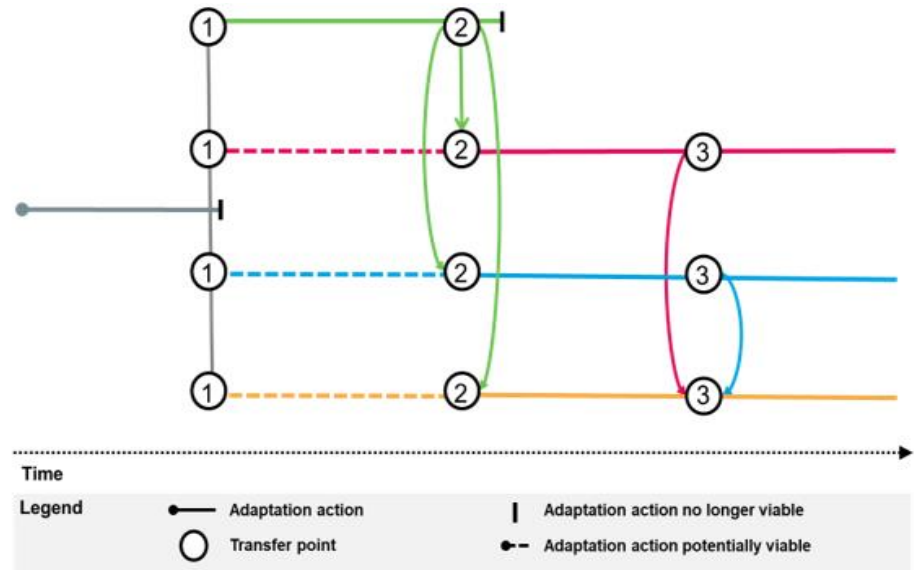 1 2
1 2 3
1 2 3
1 2 3
Time
Legend
Adaptation action
Adaptation action no longer viable
Transfer point
Adaptation action potentially viable